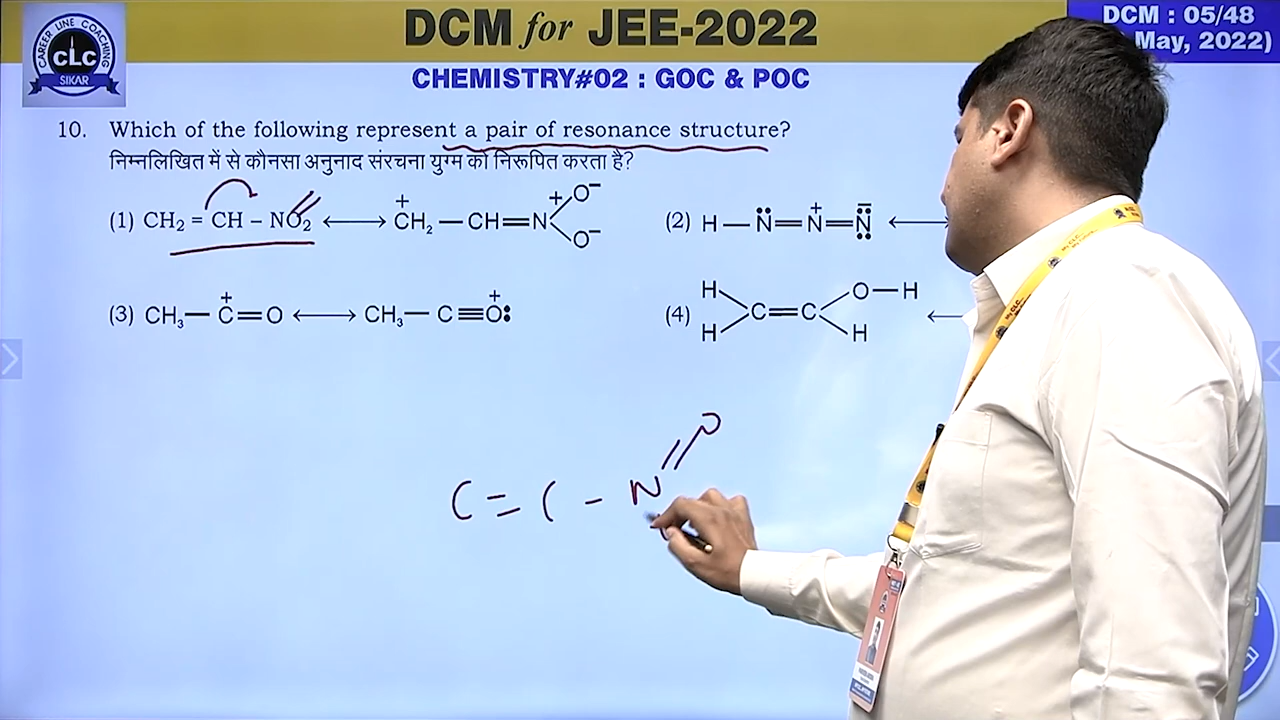 CAREER LINE COACHING
CLC
SIKAR
DCM for JEE-2022
DCM : 05/48
May, 2022)
CHEMISTRY#02 : GOC & POC
10. Which of the following represent a pair of resonance structure?
निम्नलिखित में से कौनसा अनुनाद संरचना युग्म को निरूपित करता है?
(1) CH₂ = CH – NO₂ ⟷ C⁺H₂ — CH=N⁺ O⁻ O⁻
(2) H — N̈=N⁺=N̈⁻ ⟷
(3) CH₃— C⁺=O ⟷ CH₃— C≡O⁺:
(4) H H C=C O—H H ⟵
C = C - N